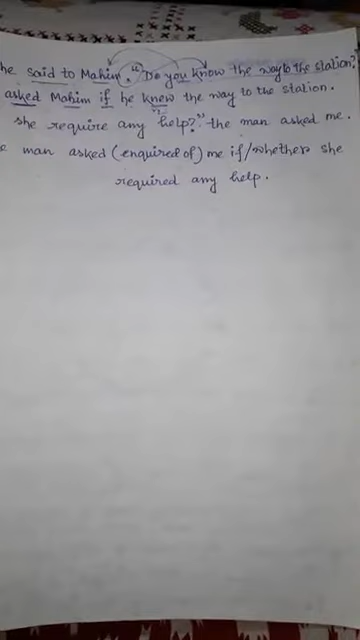 he said to Mahim, "Do you know the way to the station?"
asked Mahim if he knew the way to the station.
she require any help?" the man asked me.
man asked (enquired of) me if/whether she
required any help.